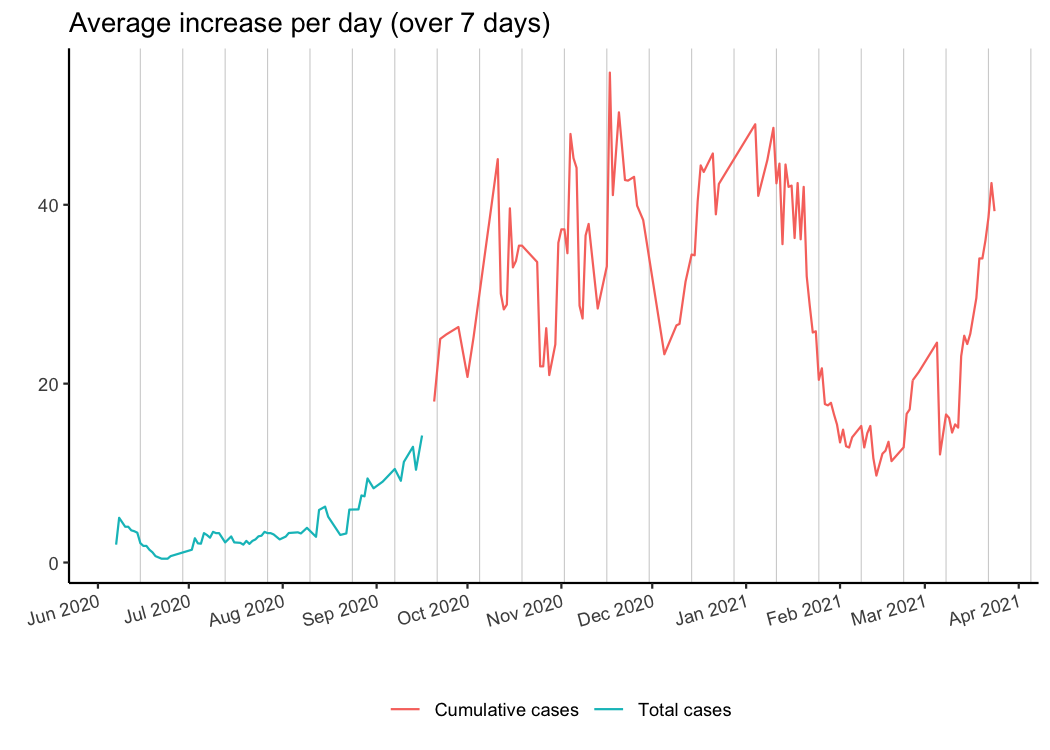 Average increase per day (over 7 days)
40
20
0
Jun 2020 Jul 2020 Aug 2020 Sep 2020 Oct 2020 Nov 2020 Dec 2020 Jan 2021 Feb 2021 Mar 2021 Apr 2021
Cumulative cases Total cases